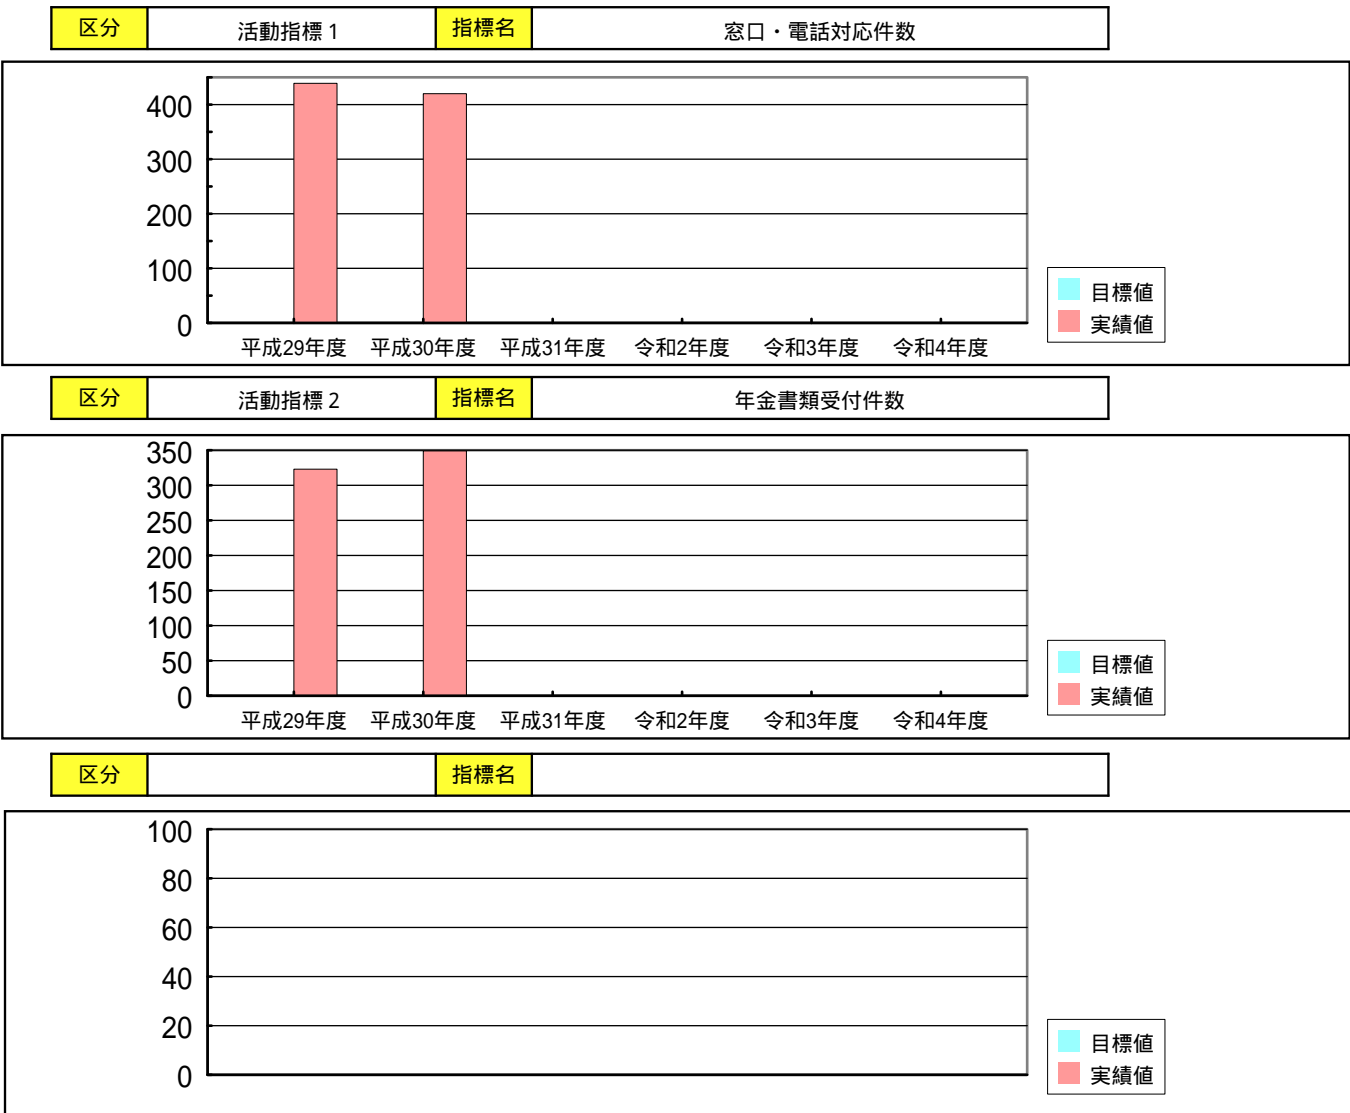 区分 活動指標1 指標名 窓口・電話対応件数
400
300
200
100
0
平成29年度 平成30年度 平成31年度 令和2年度 令和3年度 令和4年度
目標値
実績値
区分 活動指標2 指標名 年金書類受付件数
350
300
250
200
150
100
50
0
平成29年度 平成30年度 平成31年度 令和2年度 令和3年度 令和4年度
目標値
実績値
区分 指標名
100
80
60
40
20
0
目標値
実績値